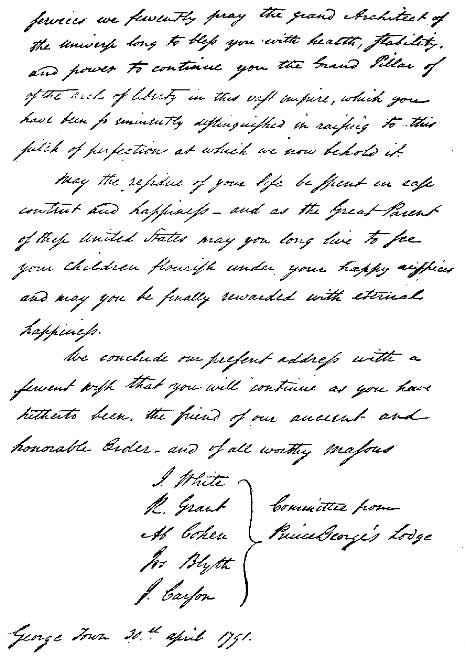 services we fervently pray the grand Architect of
the universe long to bless you with health, stability,
and power to continue you the Grand Pillar of
of the arch of liberty in this vast empire, which you
have been so eminently distinguished in raising to this
pitch of perfection at which we now behold it.
May the residue of your life be spent in ease
content and happiness - and as the Great Parent
of these United States may you long live to see
your children flourish under your happy auspices
and may you be finally rewarded with eternal
happiness.
We conclude our present address with a
fervent wish that you will continue as you have
hitherto been, the friend of our ancient and
honorable Order - and of all worthy masons
I. White
R. Grant
Ab Cohen
Jos Blyth
J. Carson
Committee from
Prince George's Lodge
George Town 30.th april 1791.